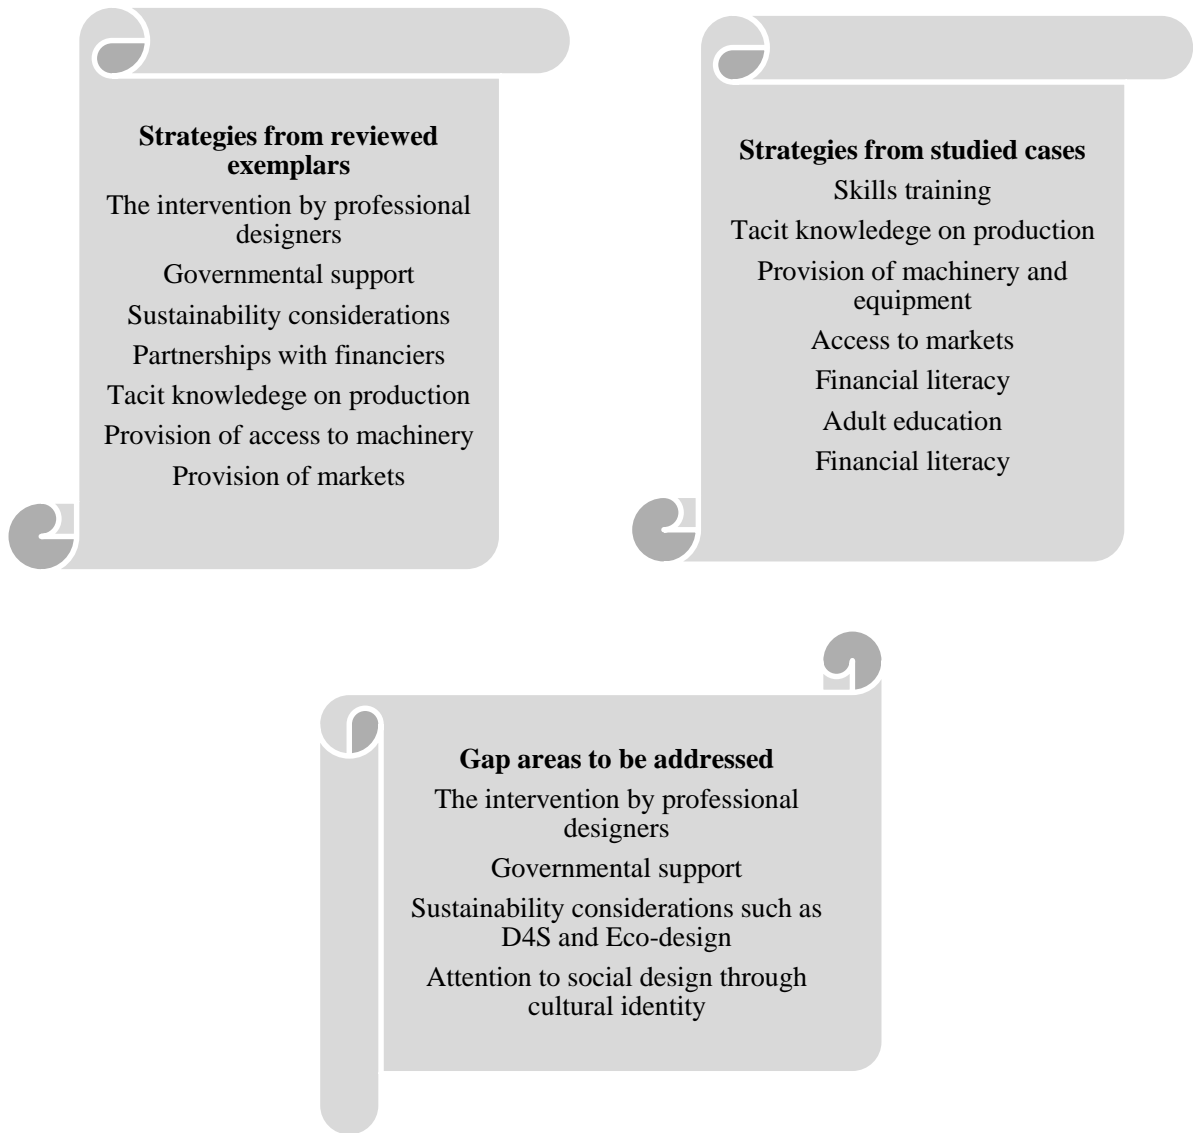 Strategies from reviewed
exemplars
The intervention by professional
designers
Governmental support
Sustainability considerations
Partnerships with financiers
Tacit knowledege on production
Provision of access to machinery
Provision of markets
Strategies from studied cases
Skills training
Tacit knowledege on production
Provision of machinery and
equipment
Access to markets
Financial literacy
Adult education
Financial literacy
Gap areas to be addressed
The intervention by professional
designers
Governmental support
Sustainability considerations such as
D4S and Eco-design
Attention to social design through
cultural identity